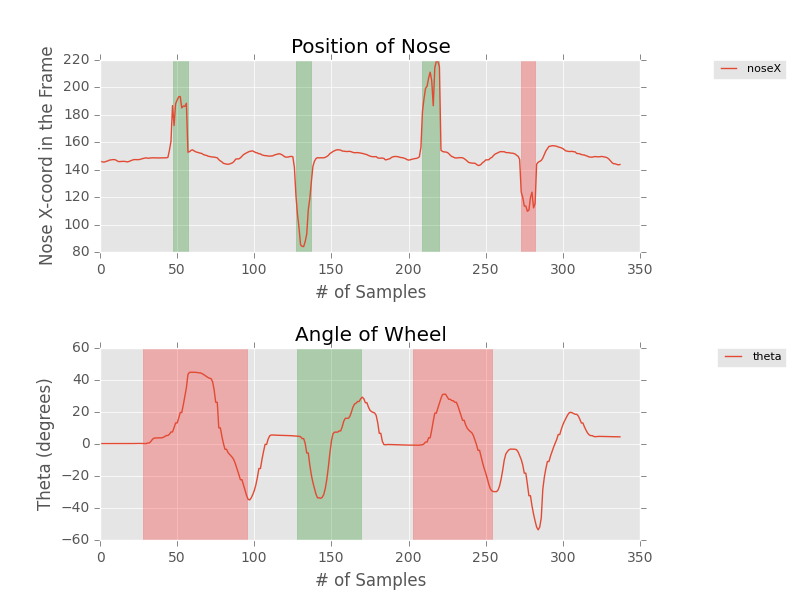 Position of Nose
Nose X-coord in the Frame
220
200
180
160
140
120
100
80
0 50 100 150 200 250 300 350
# of Samples
noseX
Angle of Wheel
Theta (degrees)
60
40
20
0
−20
−40
−60
0 50 100 150 200 250 300 350
# of Samples
theta